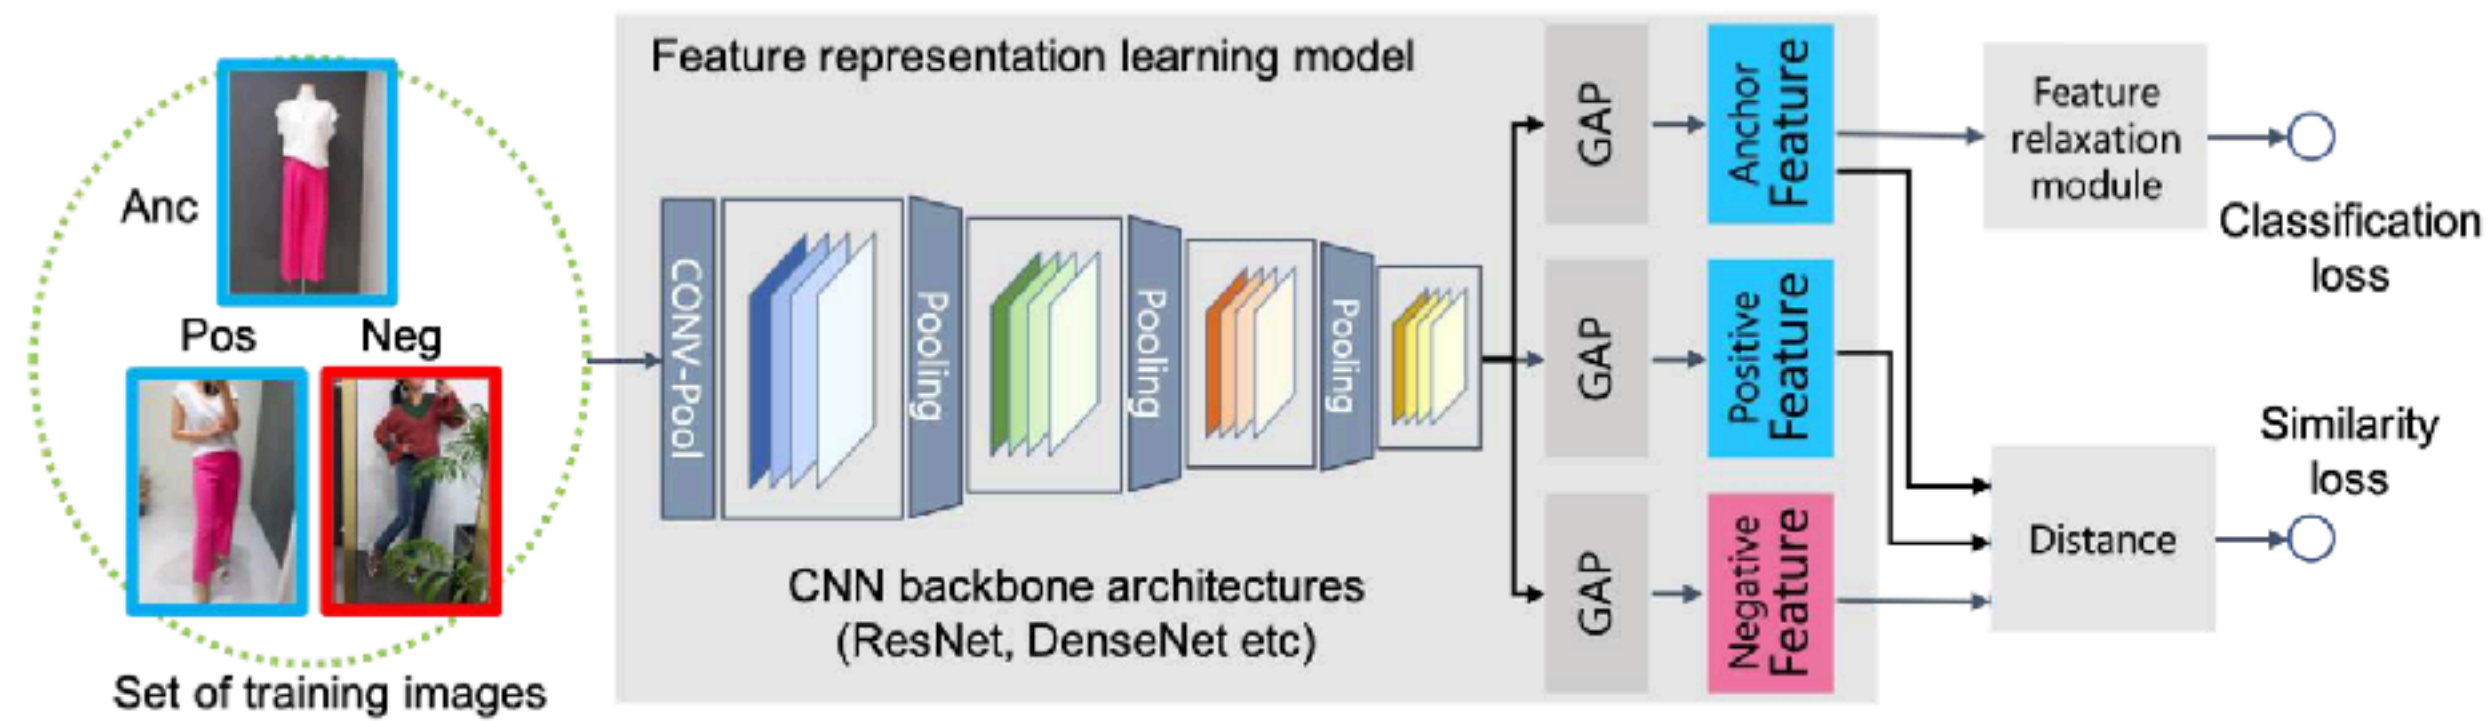 Anc
Pos
Neg
Set of training images
Feature representation learning model
CONV-Pool
Pooling
Pooling
Pooling
CNN backbone architectures
(ResNet, DenseNet etc)
GAP
Anchor
Feature
GAP
Positive
Feature
GAP
Negative
Feature
Feature
relaxation
module
Classification
loss
Distance
Similarity
loss